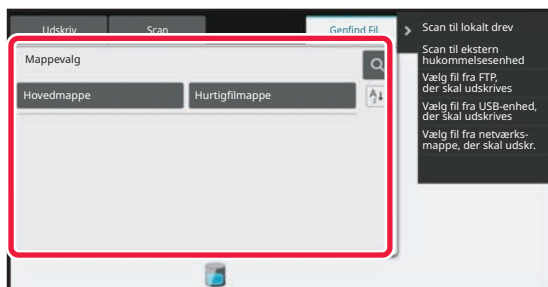 Udskriv
Scan
Genfind Fil
Mappevalg
Hovedmappe
Hurtigfilmappe
Scan til lokalt drev
Scan til ekstern
hukommelsesenhed
Vælg fil fra FTP,
der skal udskrives
Vælg fil fra USB-enhed,
der skal udskrives
Vælg fil fra netværks-
mappe, der skal udskr.